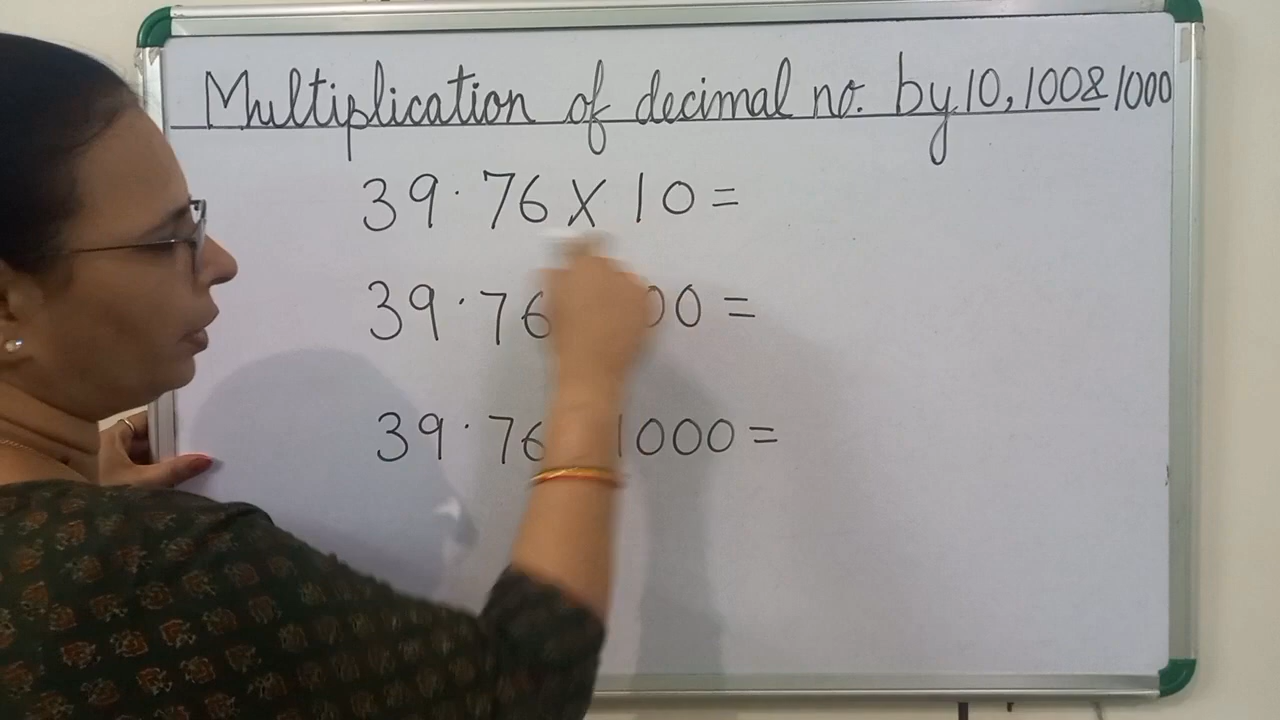 Multiplication of decimal no. by 10, 100 & 1000
39.76 X 10 =
39.76 00 =
39.76 1000 =